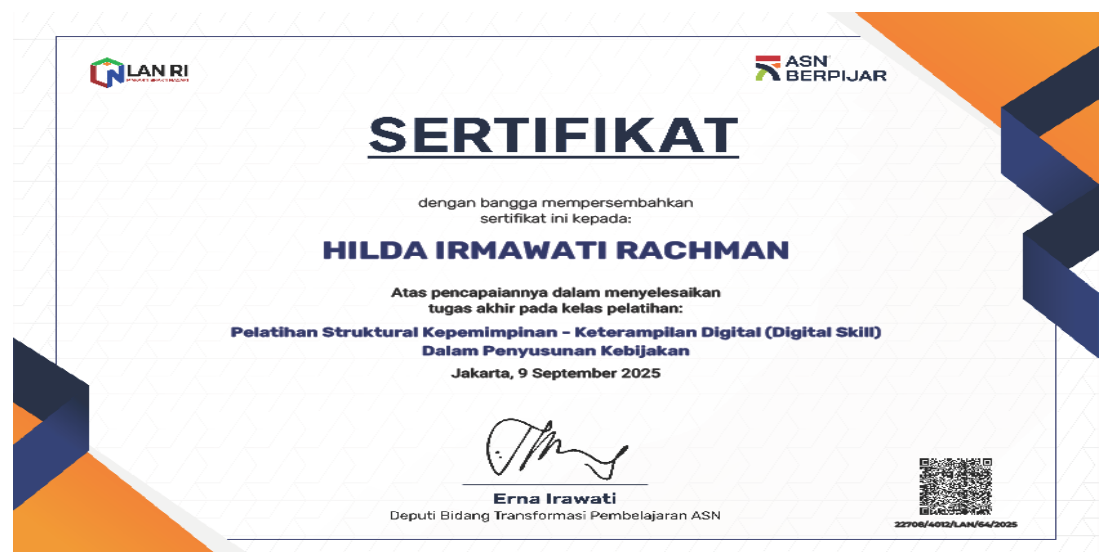 LAN RI
ASN
BERPIJAR
SERTIFIKAT
dengan bangga mempersembahkan
sertifikat ini kepada:
HILDA IRMAWATI RACHMAN
Atas pencapaiannya dalam menyelesaikan
tugas akhir pada kelas pelatihan:
Pelatihan Struktural Kepemimpinan - Keterampilan Digital (Digital Skill)
Dalam Penyusunan Kebijakan
Jakarta, 9 September 2025
Erna Irawati
Deputi Bidang Transformasi Pembelajaran ASN
22708/4012/LAN/64/2025